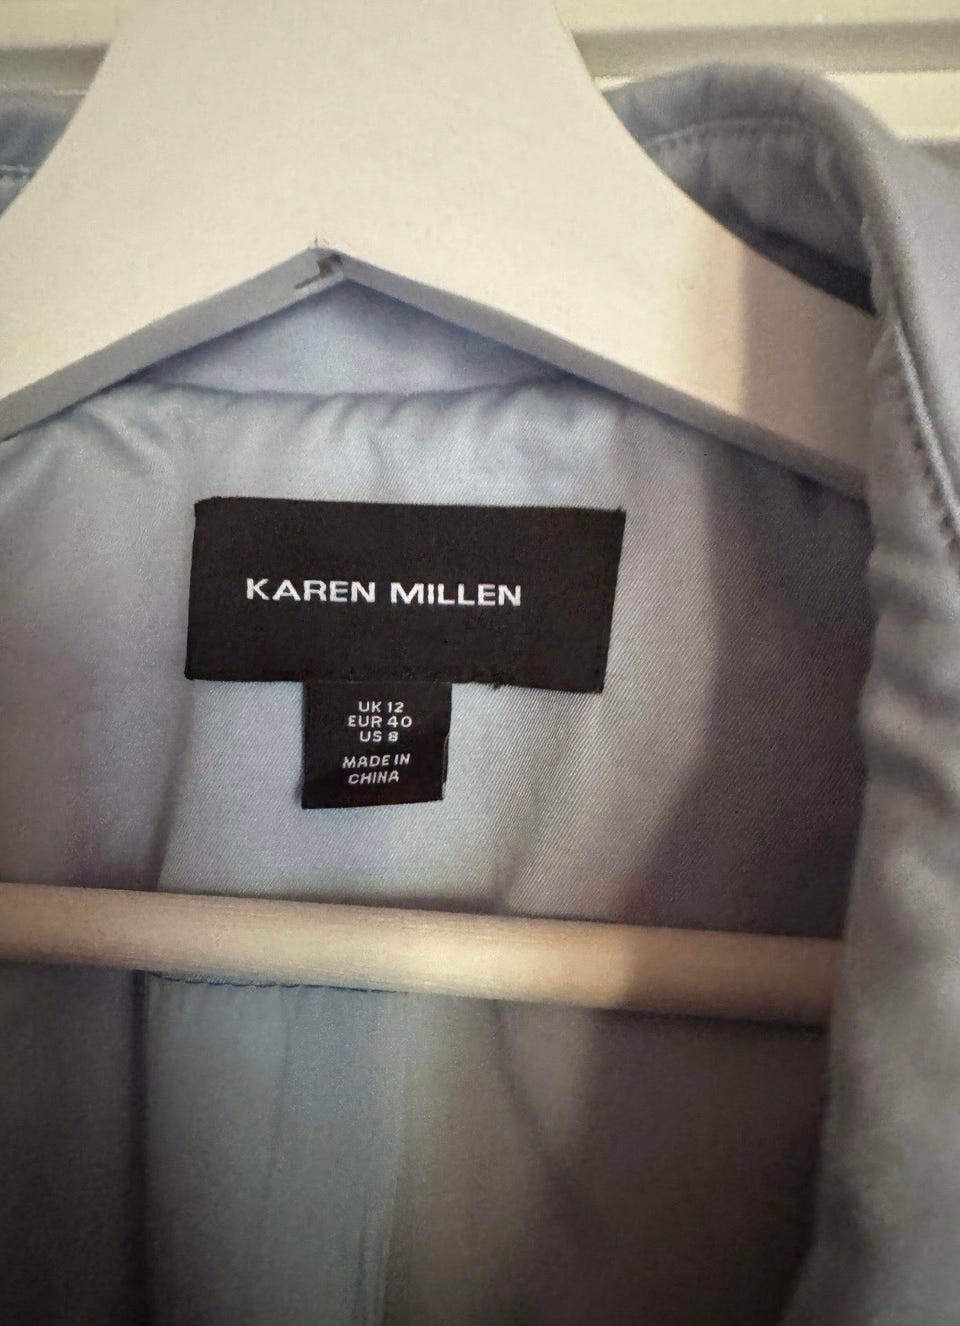 KAREN MILLEN
UK 12
EUR 40
US 8
MADE IN
CHINA